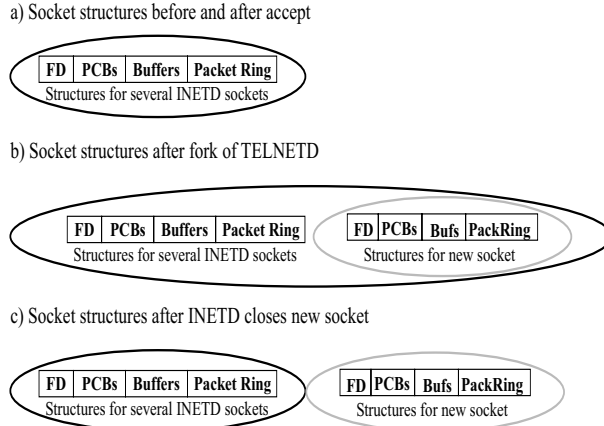 a) Socket structures before and after accept
FD PCBs Buffers Packet Ring
Structures for several INETD sockets
b) Socket structures after fork of TELNETD
FD PCBs Buffers Packet Ring FD PCBs Bufs PackRing
Structures for several INETD sockets Structures for new socket
c) Socket structures after INETD closes new socket
FD PCBs Buffers Packet Ring FD PCBs Bufs PackRing
Structures for several INETD sockets Structures for new socket